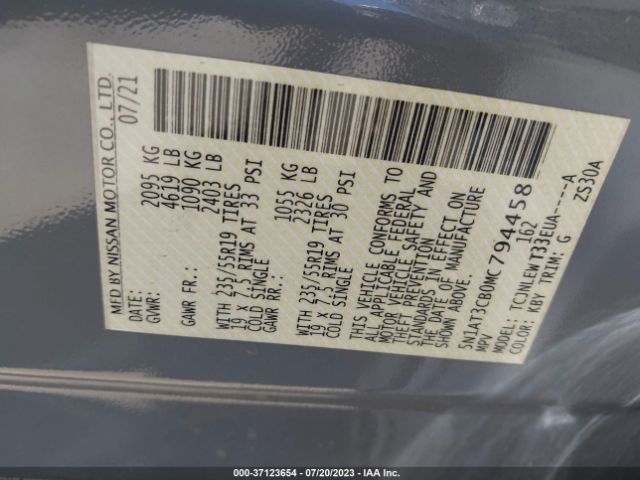 MFD BY NISSAN MOTOR CO., LTD.
DATE: 07/21
GVWR: 2095 KG
4619 LB
GAWR FR.: 1090 KG
2403 LB
WITH 235/55R19 TIRES
19 X 7.5 RIMS AT 33 PSI
COLD SINGLE
GAWR RR.: 1055 KG
2326 LB
WITH 235/55R19 TIRES
19 X 7.5 RIMS AT 30 PSI
COLD SINGLE
THIS VEHICLE CONFORMS TO
ALL APPLICABLE FEDERAL
MOTOR VEHICLE SAFETY AND
THEFT PREVENTION
STANDARDS IN EFFECT ON
THE DATE OF MANUFACTURE
SHOWN ABOVE.
5N1AT3CB0MC794458
MPV 162
MODEL: TCJNLEWT33EUA-----A
COLOR: KBY TRIM: G ZS30A
000-37123654 / 07/20/2023 - IAA Inc.